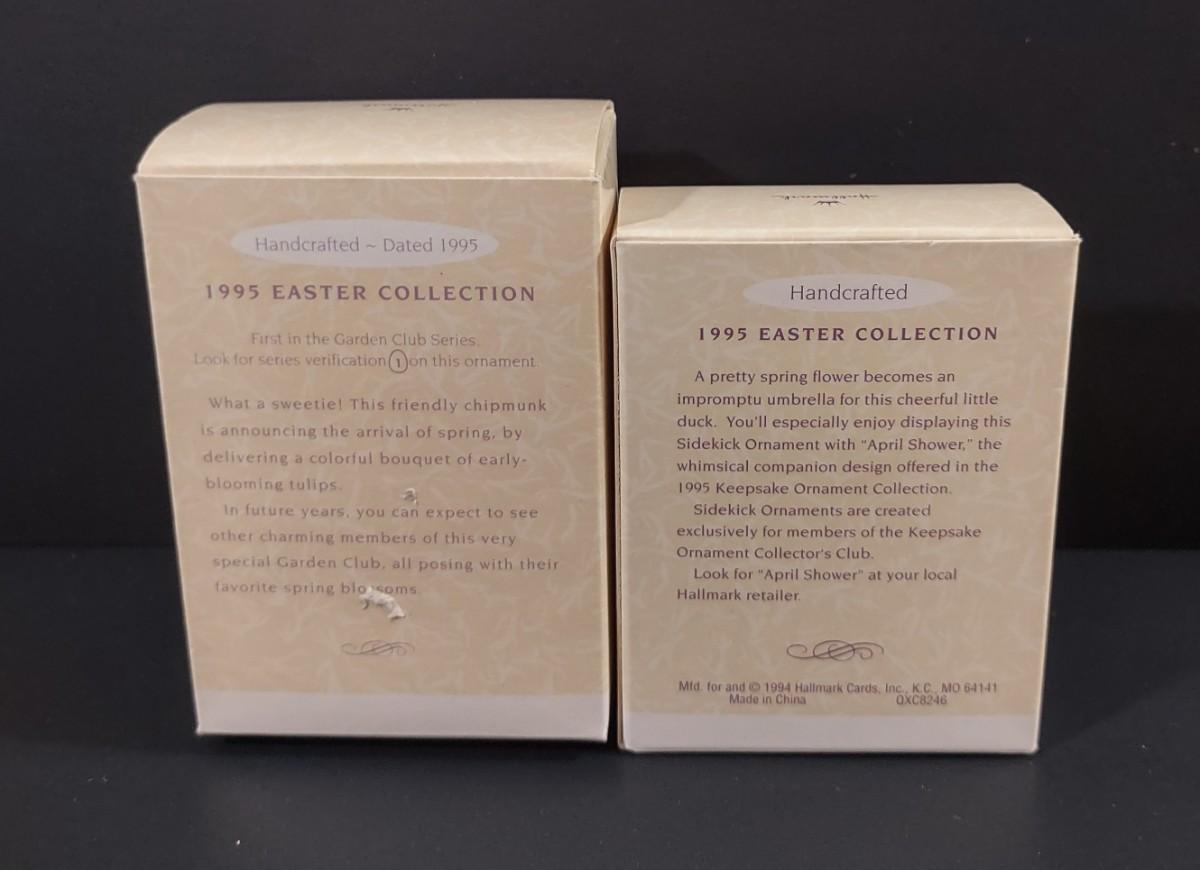 Hallmark
Handcrafted ~ Dated 1995
1995 EASTER COLLECTION
First in the Garden Club Series.
Look for series verification 1 on this ornament.
What a sweetie! This friendly chipmunk
is announcing the arrival of spring, by
delivering a colorful bouquet of early-
blooming tulips.
In future years, you can expect to see
other charming members of this very
special Garden Club, all posing with their
favorite spring blossoms.
Hallmark
Handcrafted
1995 EASTER COLLECTION
A pretty spring flower becomes an
impromptu umbrella for this cheerful little
duck. You'll especially enjoy displaying this
Sidekick Ornament with "April Shower," the
whimsical companion design offered in the
1995 Keepsake Ornament Collection.
Sidekick Ornaments are created
exclusively for members of the Keepsake
Ornament Collector's Club.
Look for "April Shower" at your local
Hallmark retailer.
Mfd. for and © 1994 Hallmark Cards, Inc., K.C., MO 64141
Made in China QXC8246